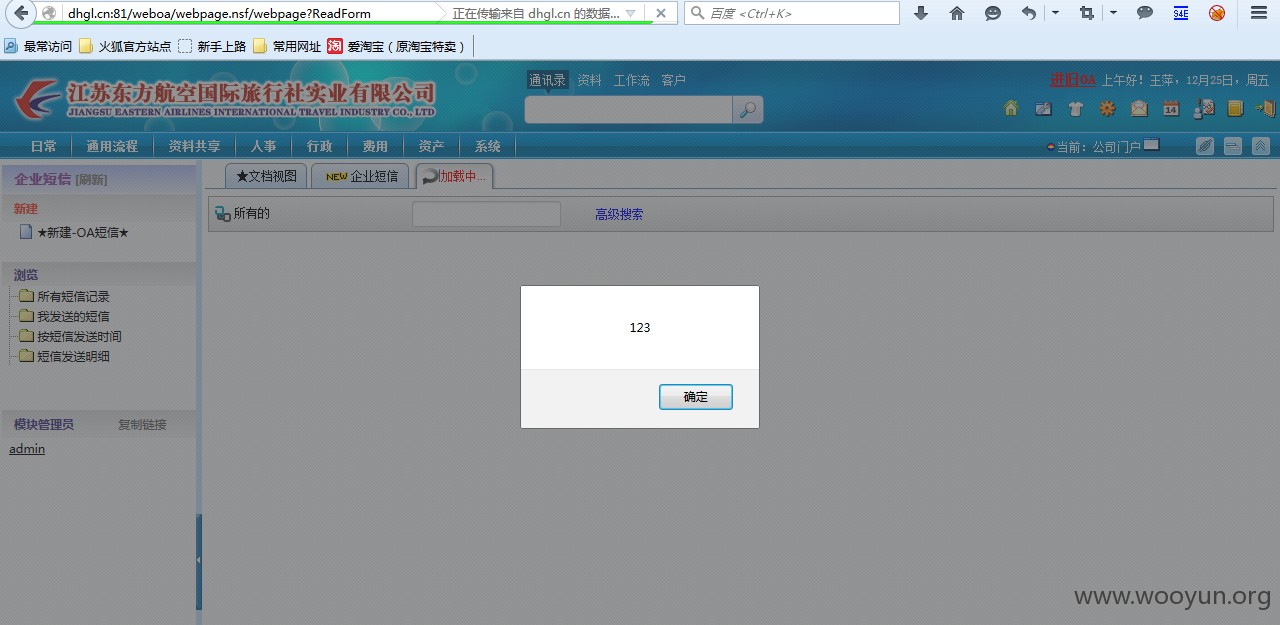 dhgl.cn:81/weboa/webpage.nsf/webpage?ReadForm
正在传输来自 dhgl.cn 的数据...
百度 <Ctrl+K>
S4E
最常访问 火狐官方站点 新手上路 常用网址 淘 爱淘宝（原淘宝特卖）
江苏东方航空国际旅行社实业有限公司
JIANGSU EASTERN AIRLINES INTERNATIONAL TRAVEL INDUSTRY CO.,LTD
通讯录 资料 工作流 客户
进旧OA 上午好！王萍，12月25日，周五
14
日常 通用流程 资料共享 人事 行政 费用 资产 系统
当前：公司门户
企业短信 [刷新]
★文档视图 NEW 企业短信 加载中...
新建
★新建-OA短信★
所有的 高级搜索
浏览
所有短信记录
我发送的短信
按短信发送时间
短信发送明细
123
确定
模块管理员 复制链接
admin
www.wooyun.org